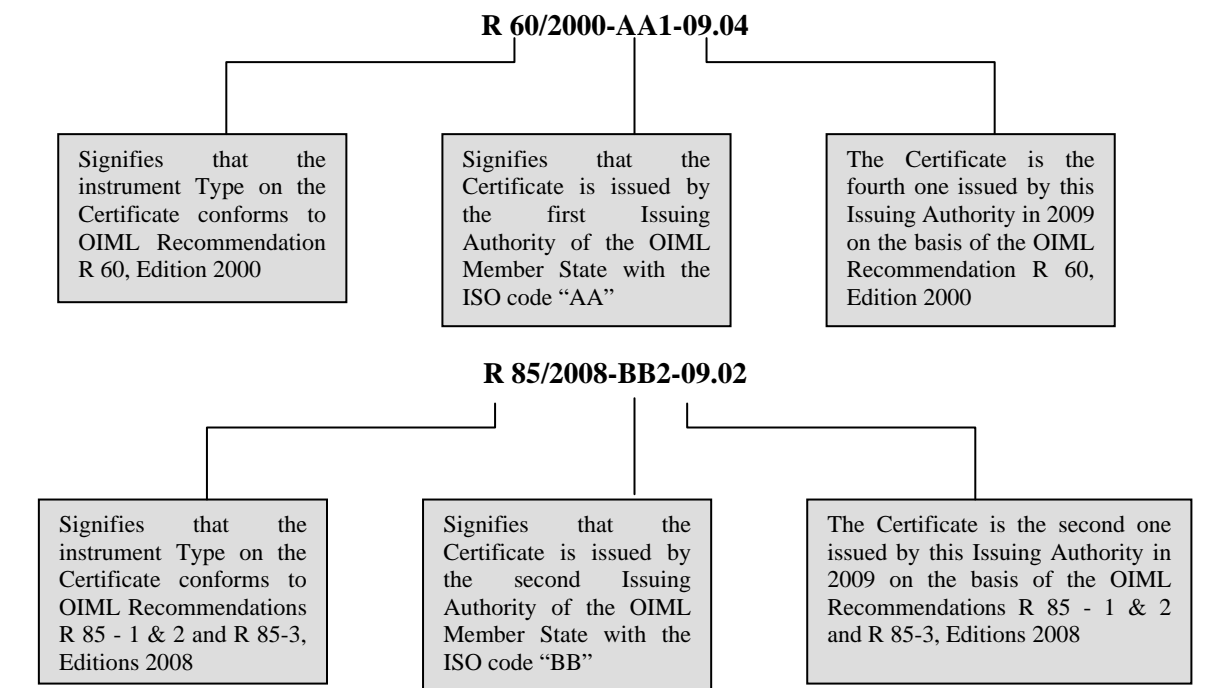 R 60/2000-AA1-09.04
Signifies that the
instrument Type on the
Certificate conforms to
OIML Recommendation
R 60, Edition 2000
Signifies that the
Certificate is issued by
the first Issuing
Authority of the OIML
Member State with the
ISO code “AA”
The Certificate is the
fourth one issued by this
Issuing Authority in 2009
on the basis of the OIML
Recommendation R 60,
Edition 2000
R 85/2008-BB2-09.02
Signifies that the
instrument Type on the
Certificate conforms to
OIML Recommendations
R 85 - 1 & 2 and R 85-3,
Editions 2008
Signifies that the
Certificate is issued by
the second Issuing
Authority of the OIML
Member State with the
ISO code “BB”
The Certificate is the second one
issued by this Issuing Authority in
2009 on the basis of the OIML
Recommendations R 85 - 1 & 2
and R 85-3, Editions 2008